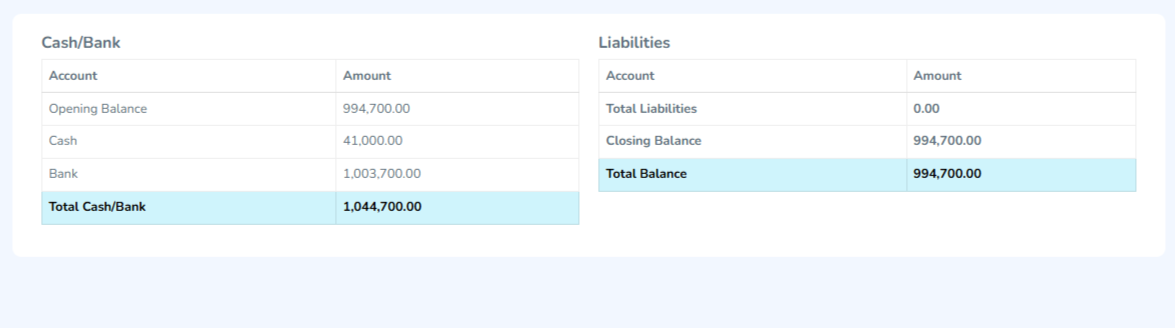 Cash/Bank
Account Amount
Opening Balance 994,700.00
Cash 41,000.00
Bank 1,003,700.00
Total Cash/Bank 1,044,700.00
Liabilities
Account Amount
Total Liabilities 0.00
Closing Balance 994,700.00
Total Balance 994,700.00